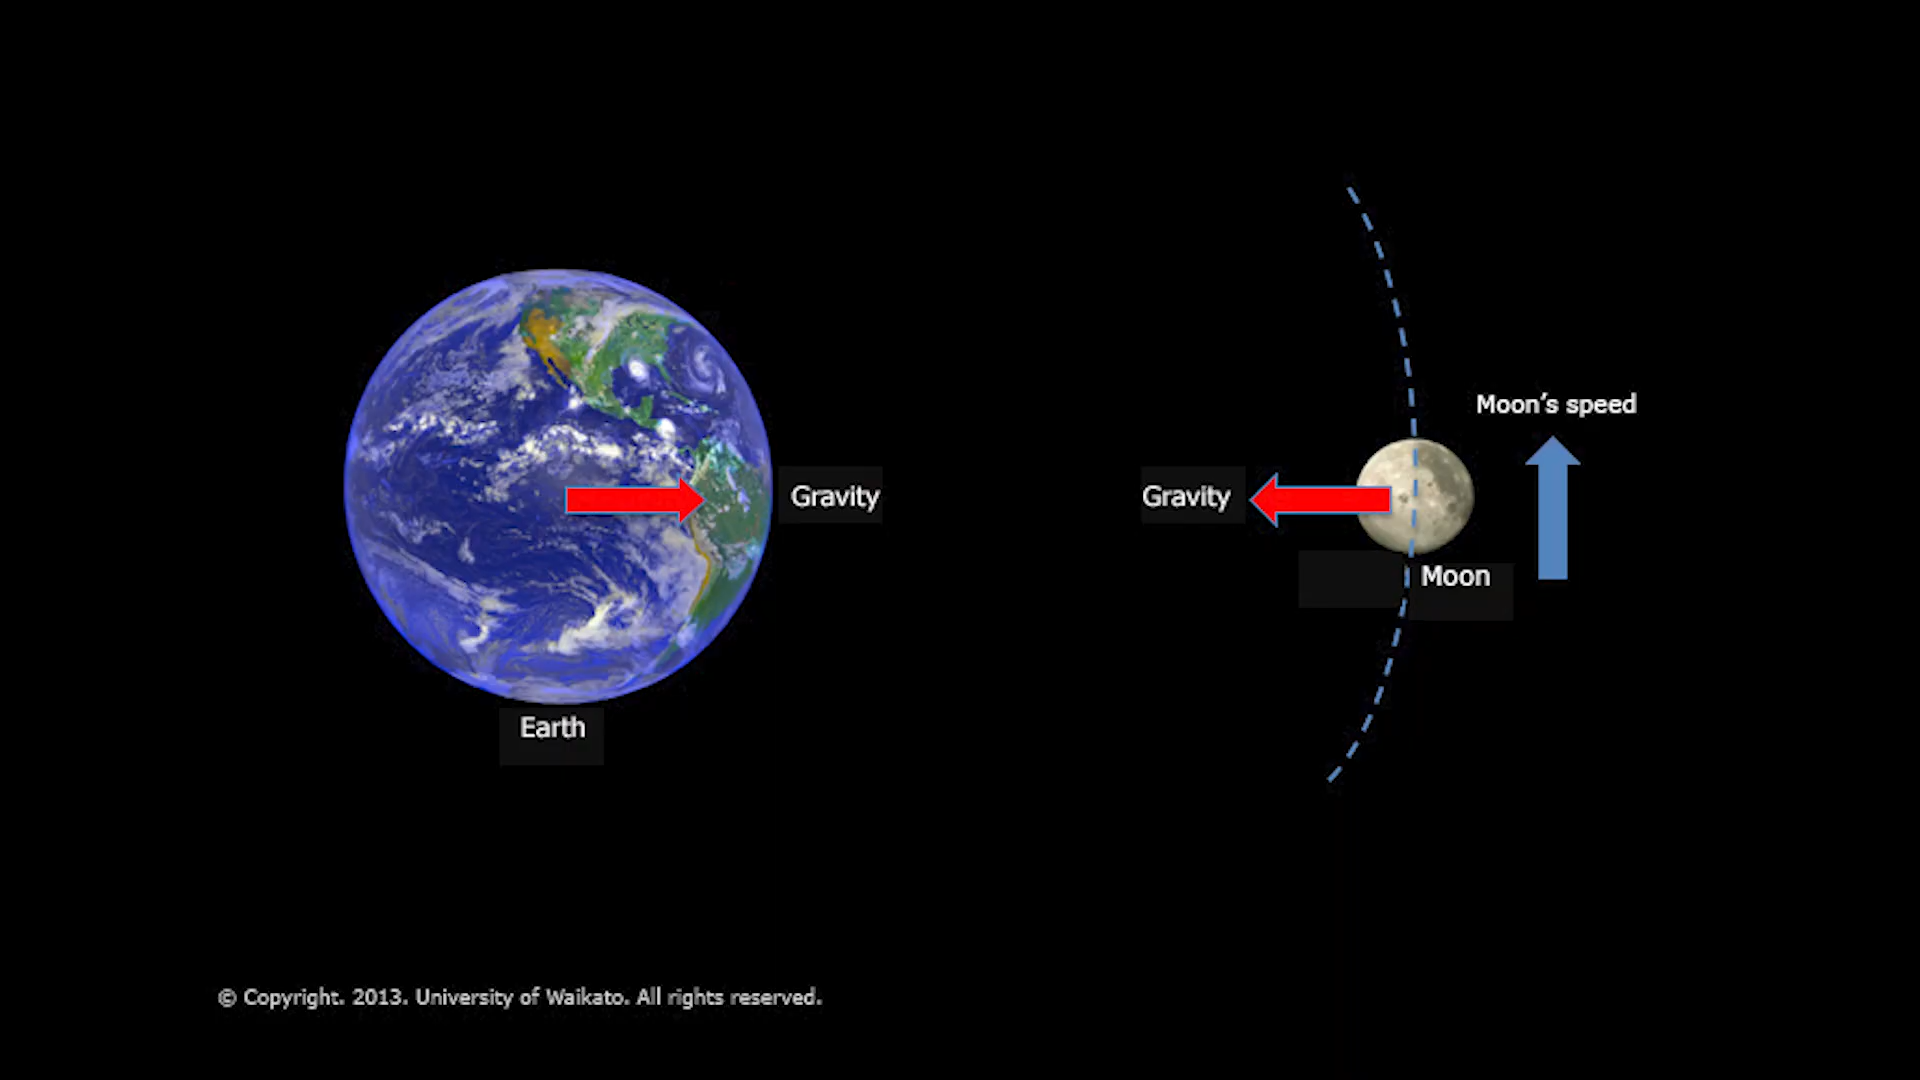 Moon’s speed
Gravity
Gravity
Moon
Earth
© Copyright. 2013. University of Waikato. All rights reserved.